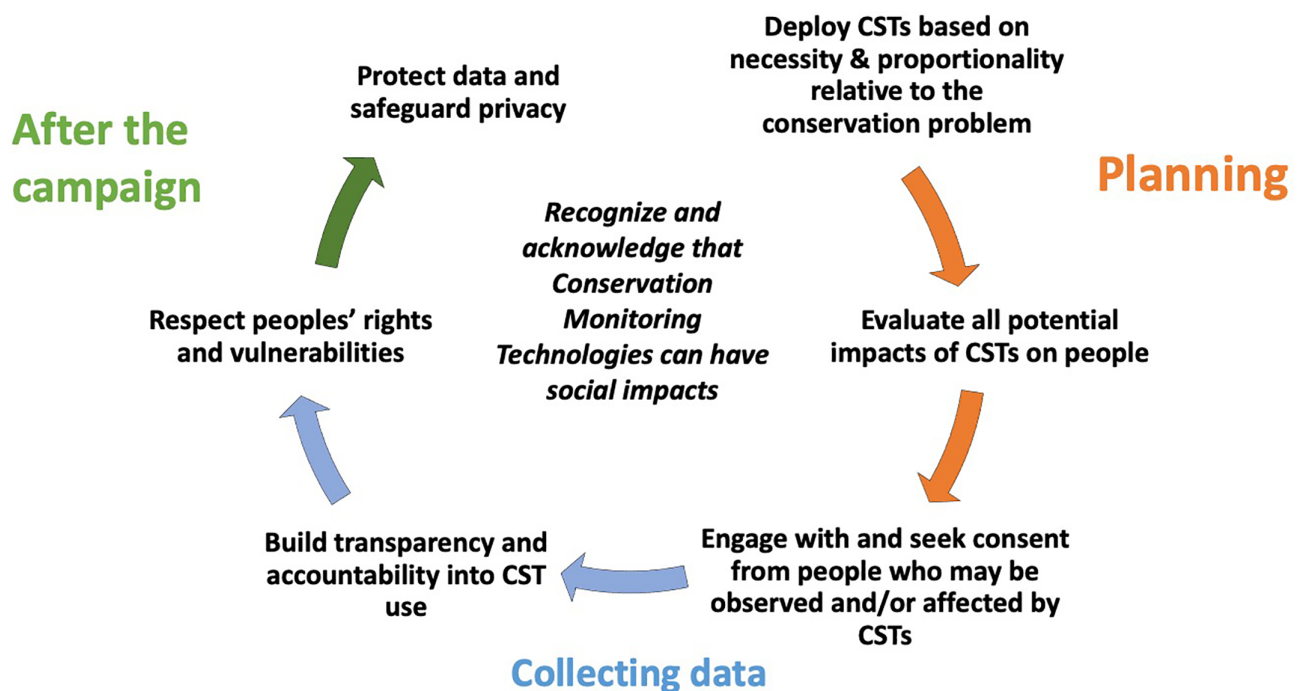 Deploy CSTs based on
necessity & proportionality
relative to the
conservation problem
Planning
Evaluate all potential
impacts of CSTs on people
Engage with and seek consent
from people who may be
observed and/or affected by
CSTs
Collecting data
Build transparency and
accountability into CST
use
Respect peoples’ rights
and vulnerabilities
After the
campaign
Protect data and
safeguard privacy
Recognize and
acknowledge that
Conservation
Monitoring
Technologies can have
social impacts